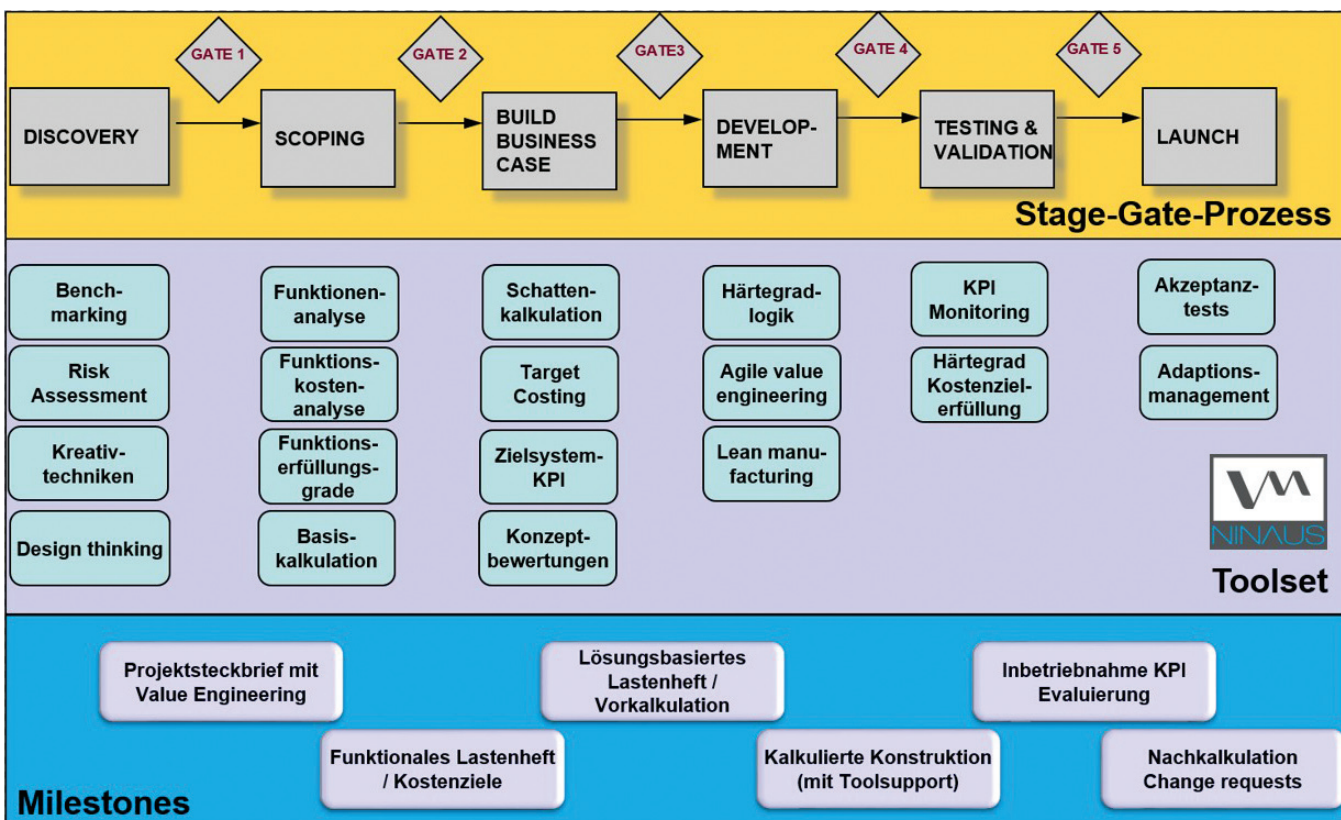 GATE 1
GATE 2
GATE3
GATE 4
GATE 5
DISCOVERY
SCOPING
BUILD
BUSINESS
CASE
DEVELOP-
MENT
TESTING &
VALIDATION
LAUNCH
Stage-Gate-Prozess
Bench-
marking
Risk
Assessment
Kreativ-
techniken
Design thinking
Funktionen-
analyse
Funktions-
kosten-
analyse
Funktions-
erfüllungs-
grade
Basis-
kalkulation
Schatten-
kalkulation
Target
Costing
Zielsystem-
KPI
Konzept-
bewertungen
Härtegrad-
logik
Agile value
engineering
Lean manu-
facturing
KPI
Monitoring
Härtegrad
Kostenziel-
erfüllung
Akzeptanz-
tests
Adaptions-
management
NINAUS
Toolset
Projektsteckbrief mit
Value Engineering
Funktionales Lastenheft
/ Kostenziele
Lösungsbasiertes
Lastenheft /
Vorkalkulation
Kalkulierte Konstruktion
(mit Toolsupport)
Inbetriebnahme KPI
Evaluierung
Nachkalkulation
Change requests
Milestones